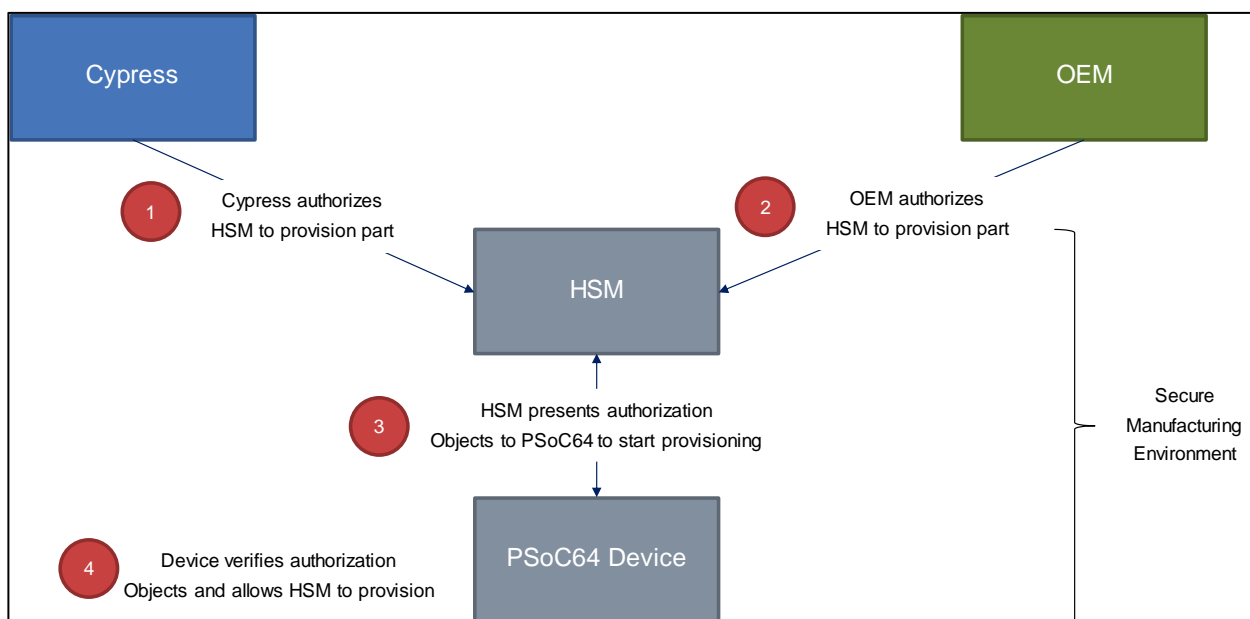 Cypress
OEM
1
Cypress authorizes
HSM to provision part
2
OEM authorizes
HSM to provision part
HSM
3
HSM presents authorization
Objects to PSoC64 to start provisioning
Secure
Manufacturing
Environment
4
Device verifies authorization
Objects and allows HSM to provision
PSoC64 Device